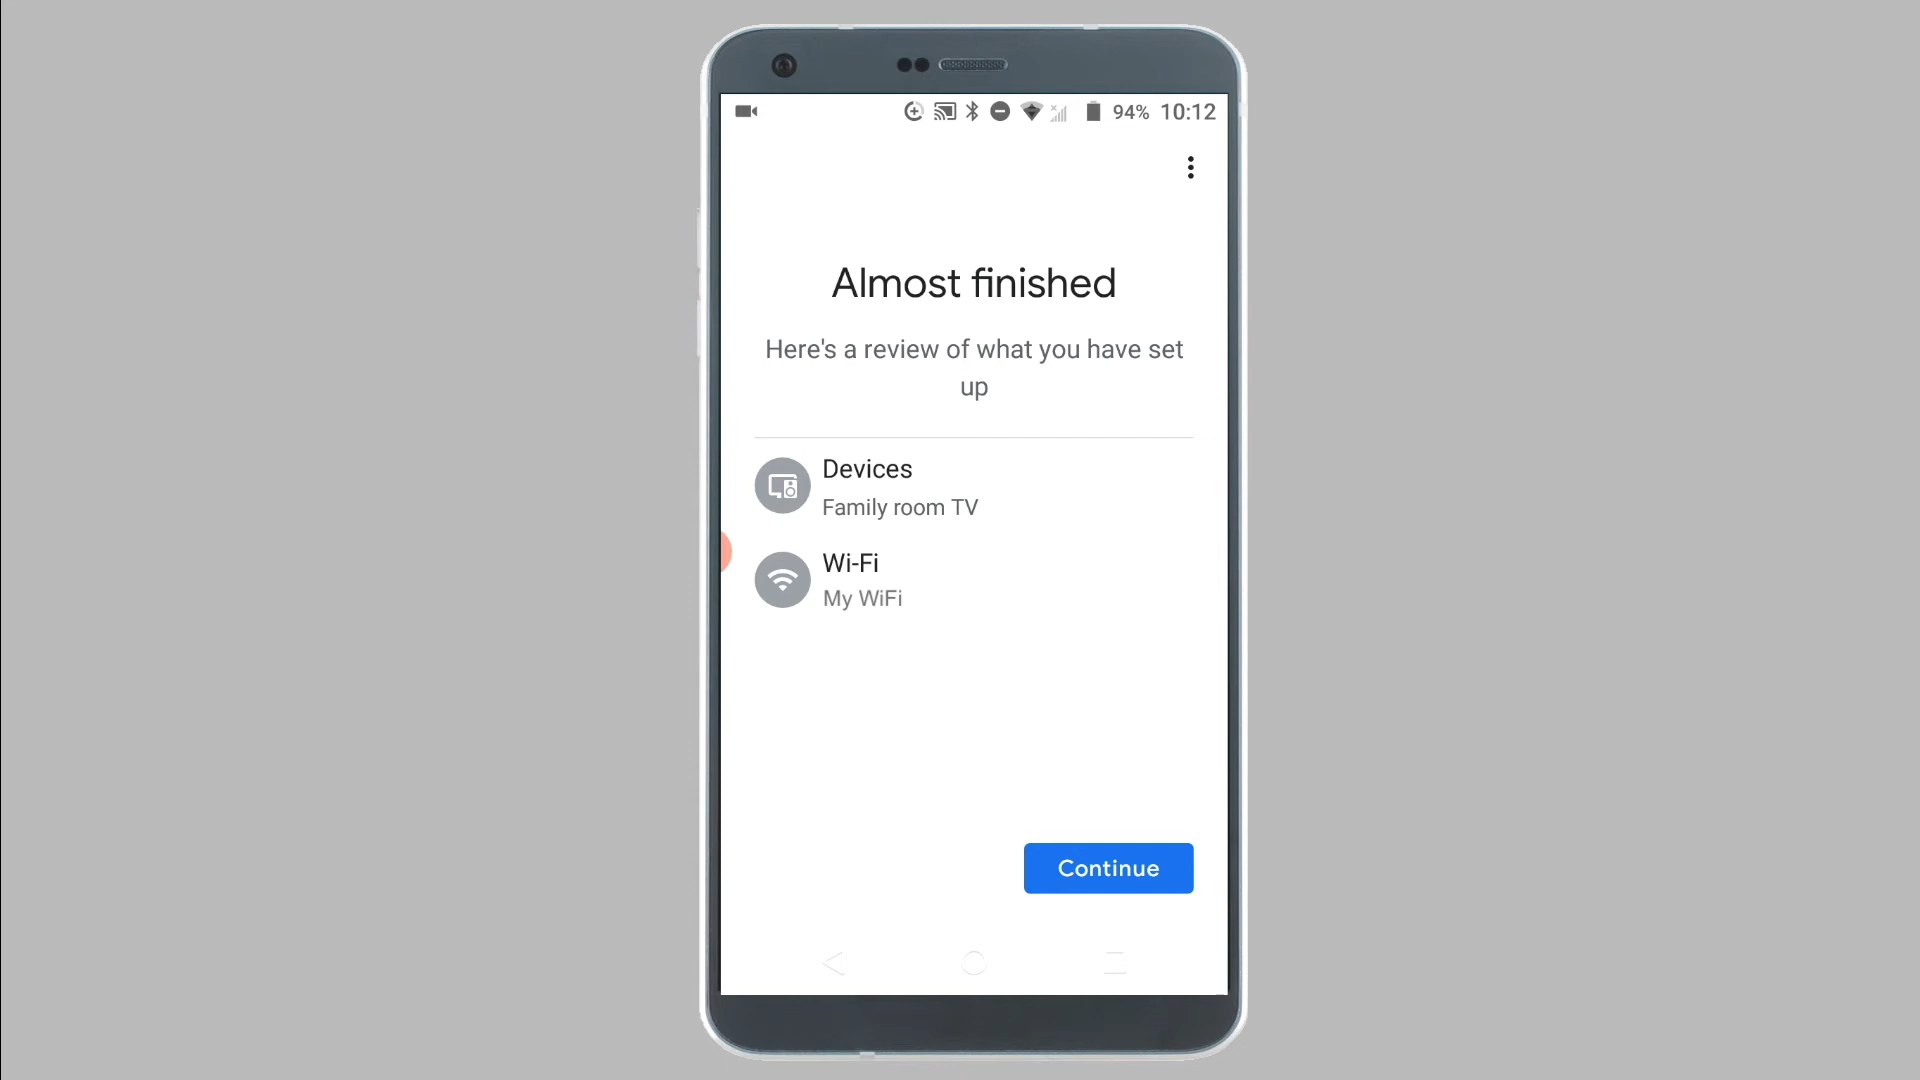 94% 10:12
Almost finished
Here's a review of what you have set
up
Devices
Family room TV
Wi-Fi
My WiFi
Continue